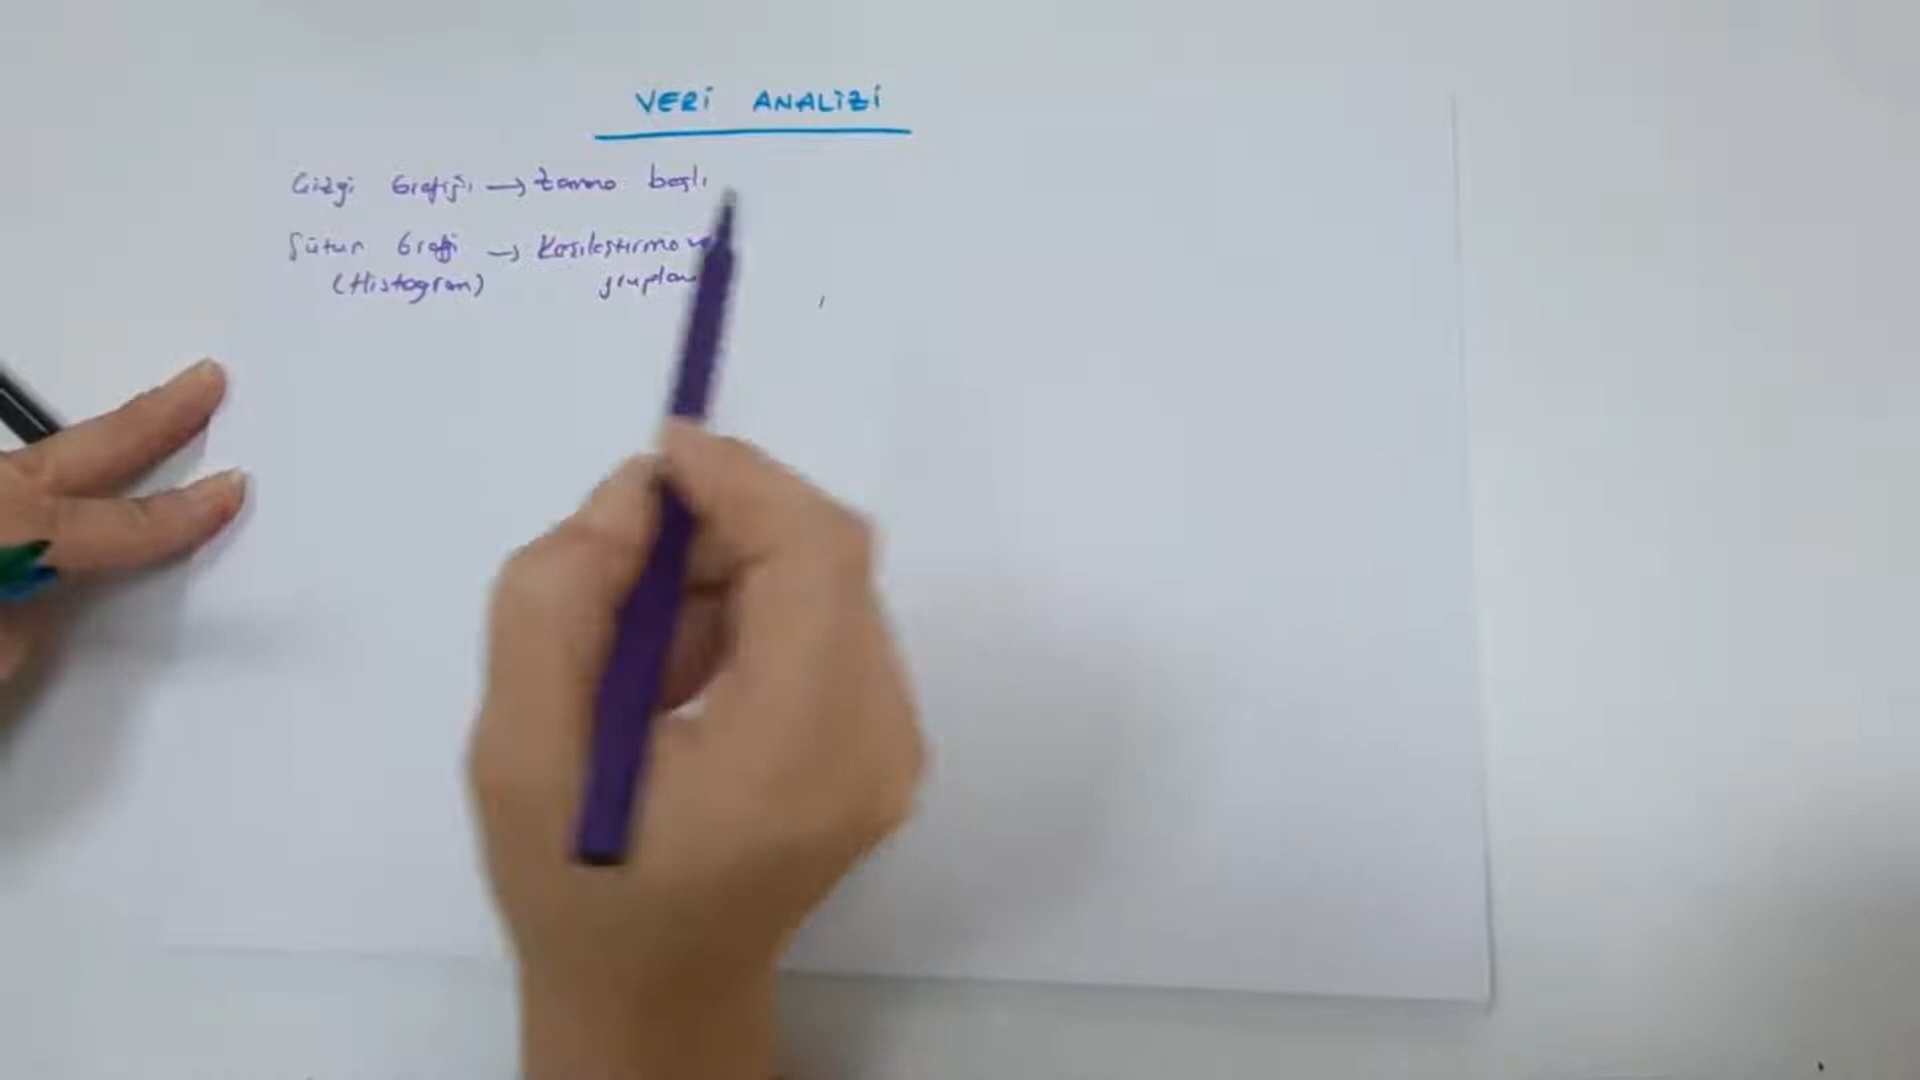 VERİ ANALİZİ
Çizgi Grafiği → zamana bağlı
Sütun Grafiği → Karşılaştırma
(Histogram)